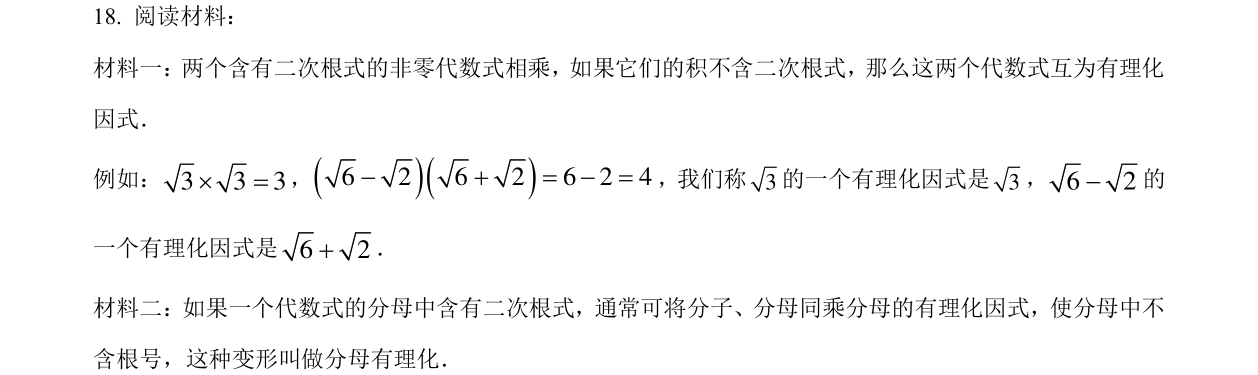 18. 阅读材料：
材料一：两个含有二次根式的非零代数式相乘，如果它们的积不含二次根式，那么这两个代数式互为有理化
因式．
例如：√3×√3=3，(√6−√2)(√6+√2)=6−2=4，我们称√3的一个有理化因式是√3，√6−√2的
一个有理化因式是√6+√2．
材料二：如果一个代数式的分母中含有二次根式，通常可将分子、分母同乘分母的有理化因式，使分母中不
含根号，这种变形叫做分母有理化．